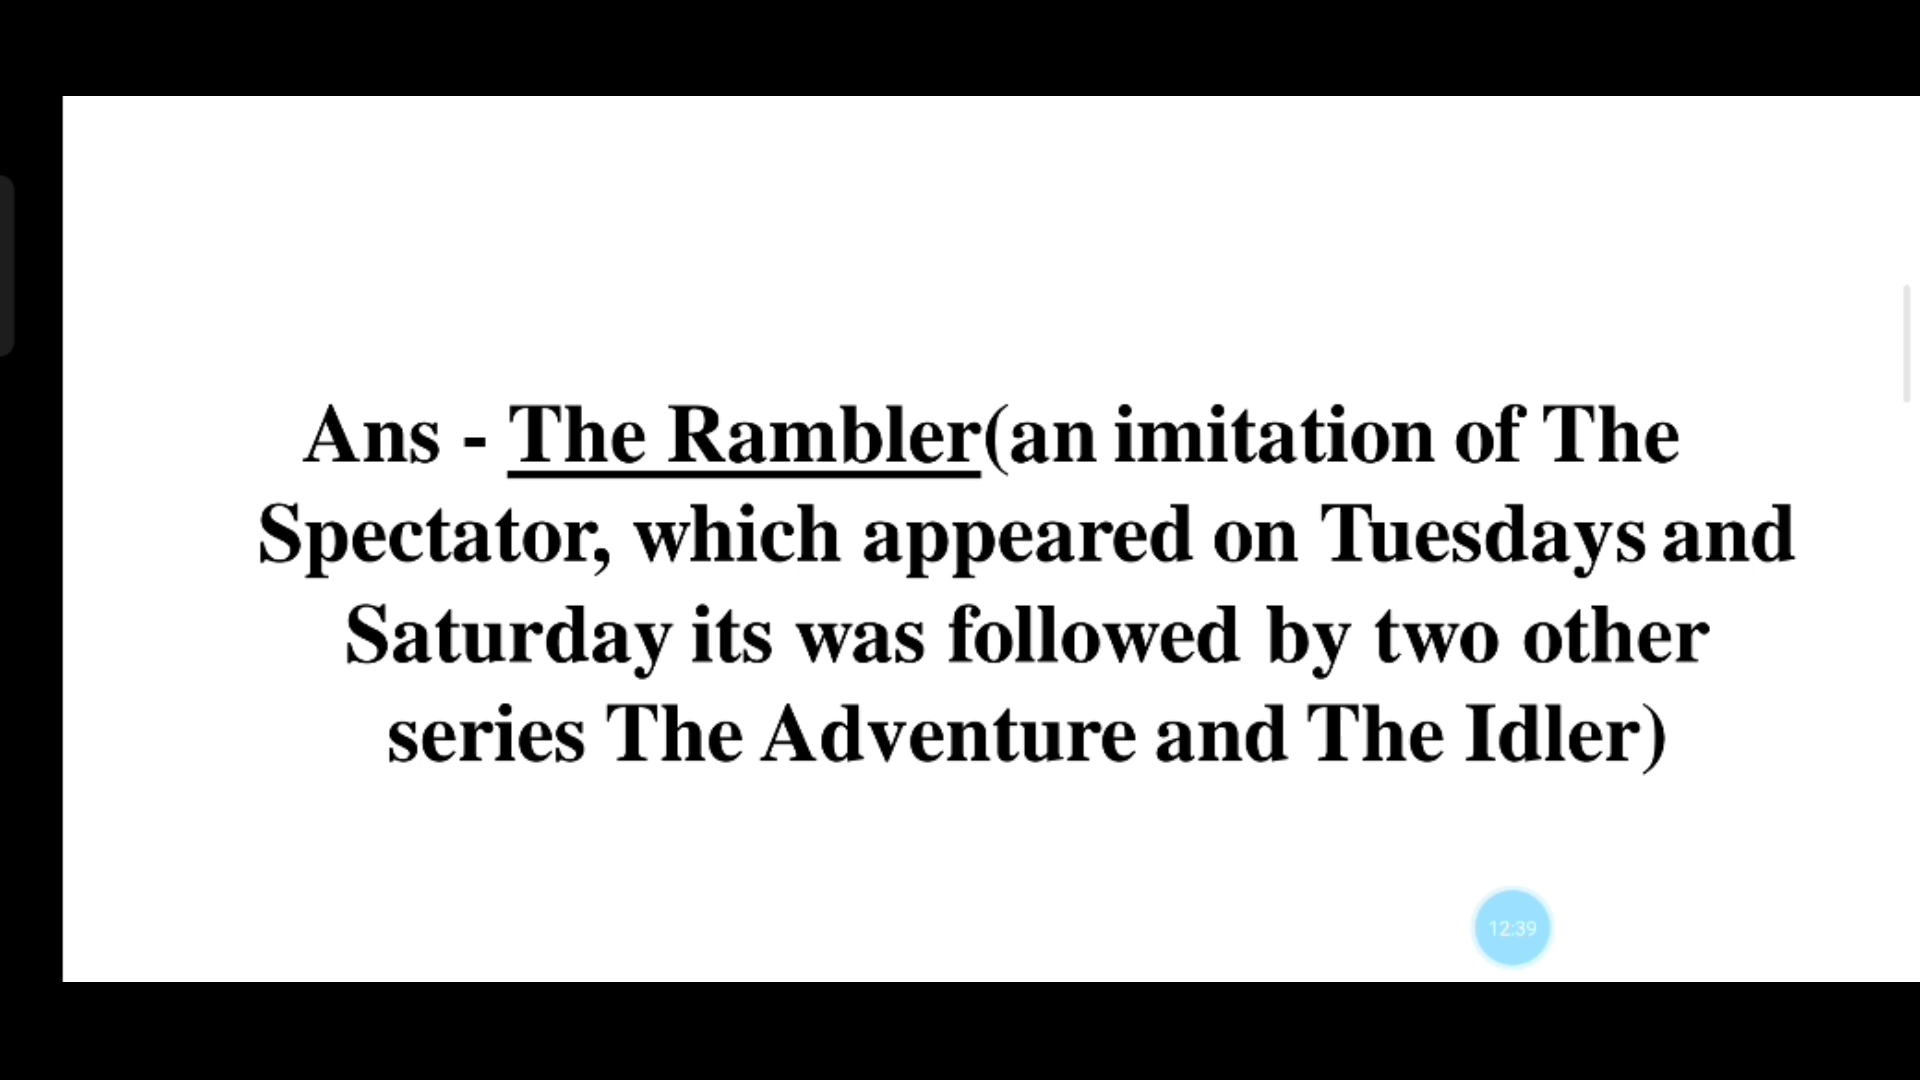 Ans - The Rambler(an imitation of The
Spectator, which appeared on Tuesdays and
Saturday its was followed by two other
series The Adventure and The Idler)
12:39